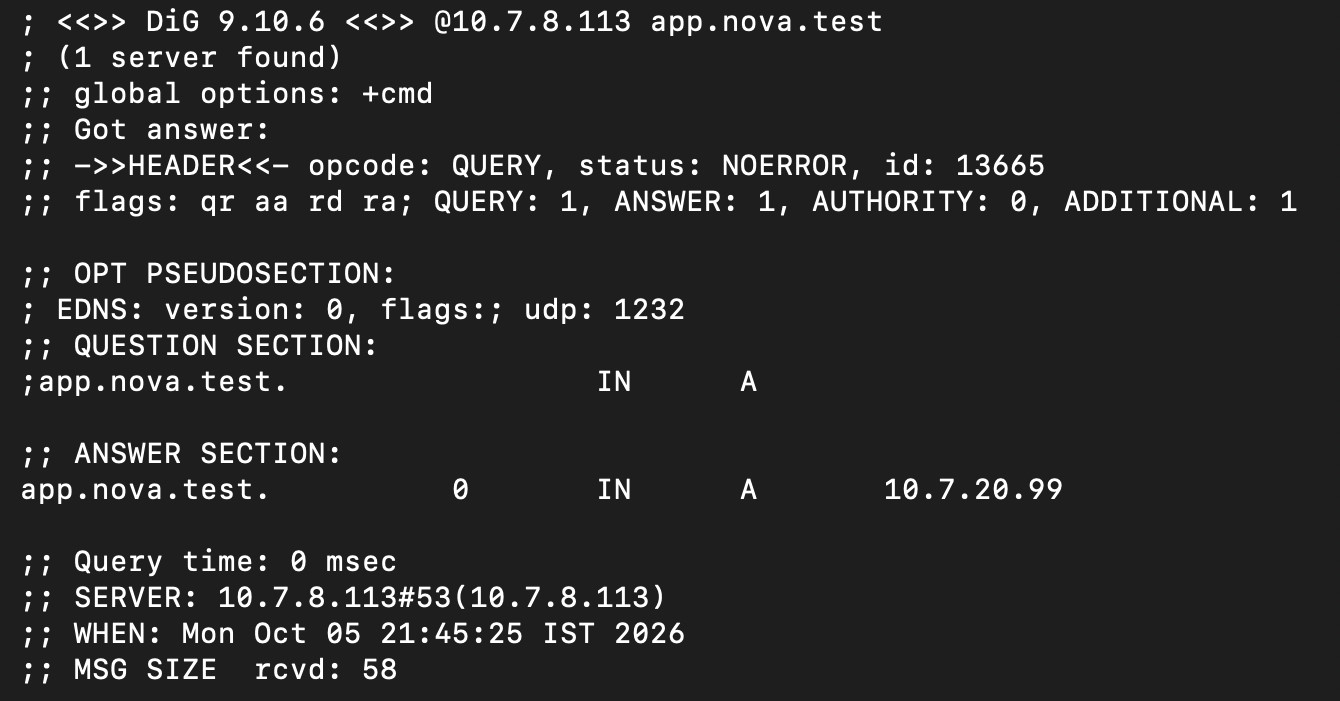 ; <<>> DiG 9.10.6 <<>> @10.7.8.113 app.nova.test
; (1 server found)
;; global options: +cmd
;; Got answer:
;; ->>HEADER<<- opcode: QUERY, status: NOERROR, id: 13665
;; flags: qr aa rd ra; QUERY: 1, ANSWER: 1, AUTHORITY: 0, ADDITIONAL: 1

;; OPT PSEUDOSECTION:
; EDNS: version: 0, flags:; udp: 1232
;; QUESTION SECTION:
;app.nova.test.                 IN      A

;; ANSWER SECTION:
app.nova.test.          0       IN      A       10.7.20.99

;; Query time: 0 msec
;; SERVER: 10.7.8.113#53(10.7.8.113)
;; WHEN: Mon Oct 05 21:45:25 IST 2026
;; MSG SIZE  rcvd: 58